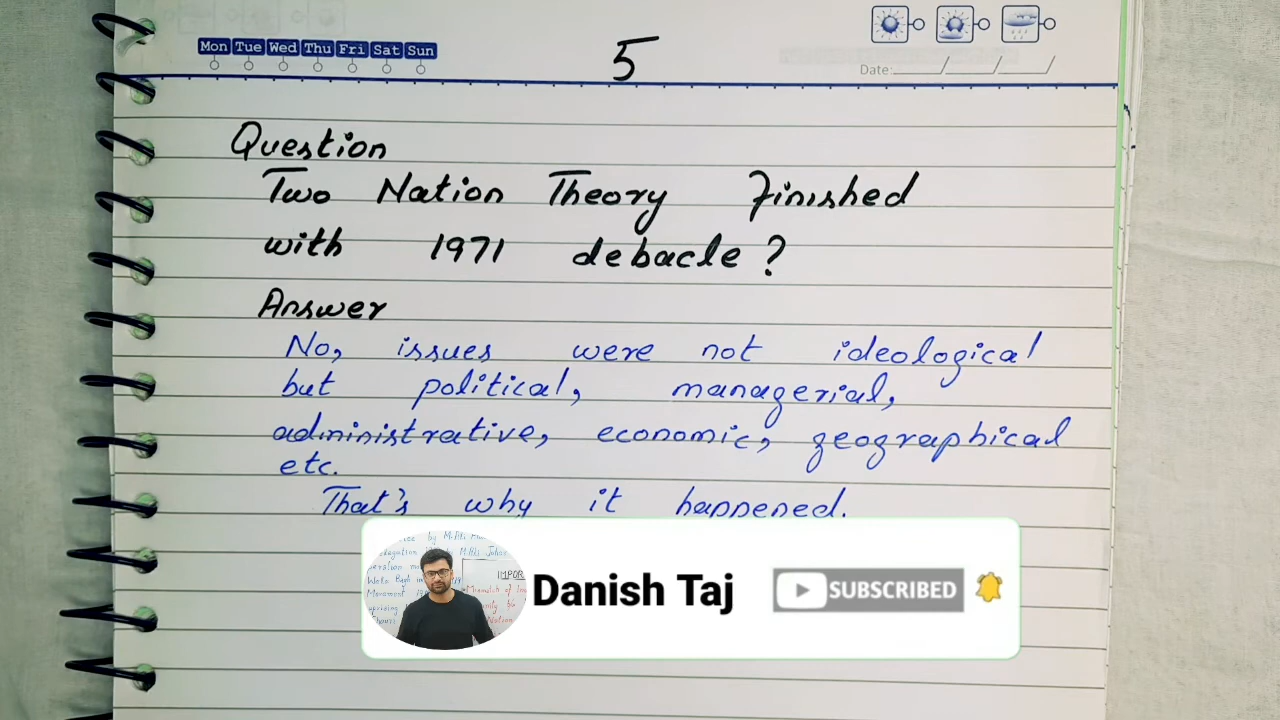 Mon Tue Wed Thu Fri Sat Sun
5
Date:
Question
Two Nation Theory Finished
with 1971 debacle?
Answer
No, issues were not ideological
but political, managerial,
administrative, economic, geographical
etc.
That's why it happened.
Danish Taj
SUBSCRIBED